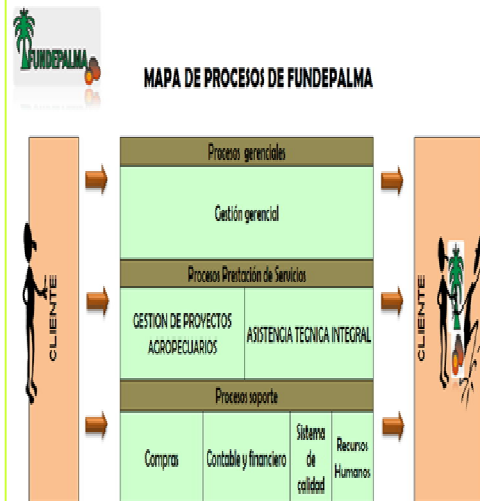 FUNDEPALMA
MAPA DE PROCESOS DE FUNDEPALMA
CLIENTE
Procesos gerenciales
Gestión gerencial
Procesos Prestación de Servicios
GESTION DE PROYECTOS
AGROPECUARIOS
ASISTENCIA TECNICA INTEGRAL
Procesos soporte
Compras
Contable y financiero
Sistema
de
calidad
Recursos
Humanos
CLIENTE